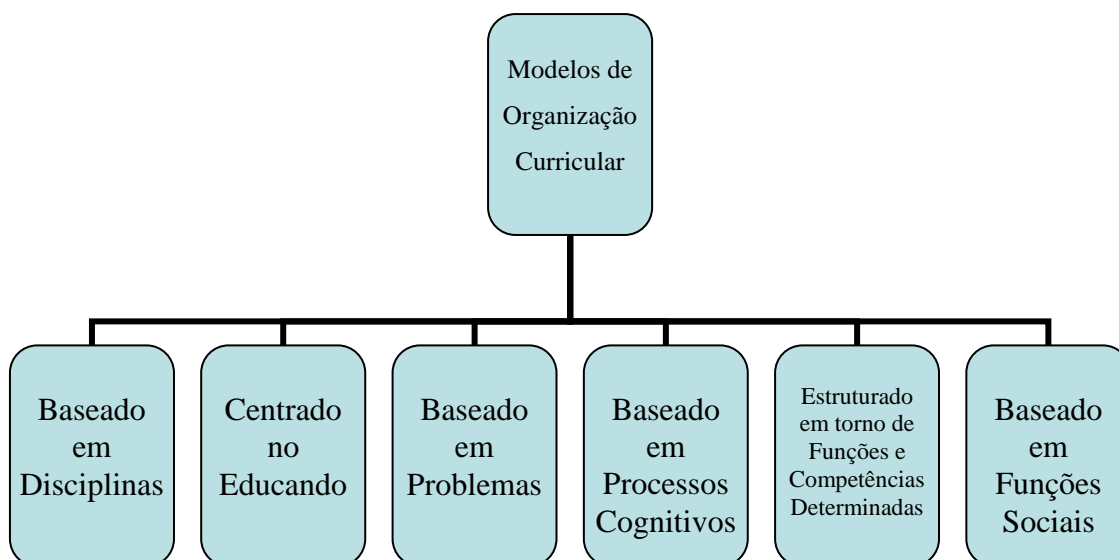 Modelos de
Organização
Curricular
Baseado
em
Disciplinas
Centrado
no
Educando
Baseado
em
Problemas
Baseado
em
Processos
Cognitivos
Estruturado
em torno de
Funções e
Competências
Determinadas
Baseado
em
Funções
Sociais